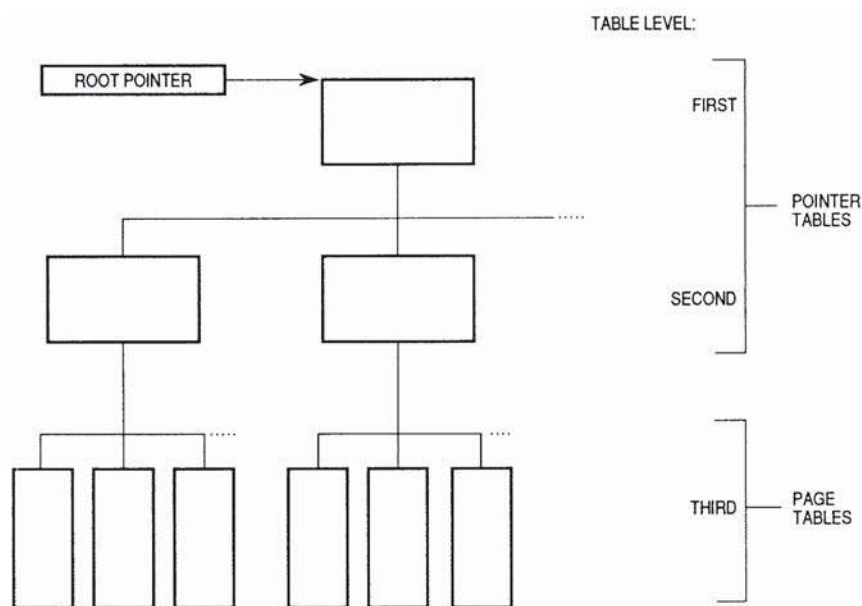 TABLE LEVEL:
ROOT POINTER
FIRST
POINTER
TABLES
SECOND
THIRD
PAGE
TABLES